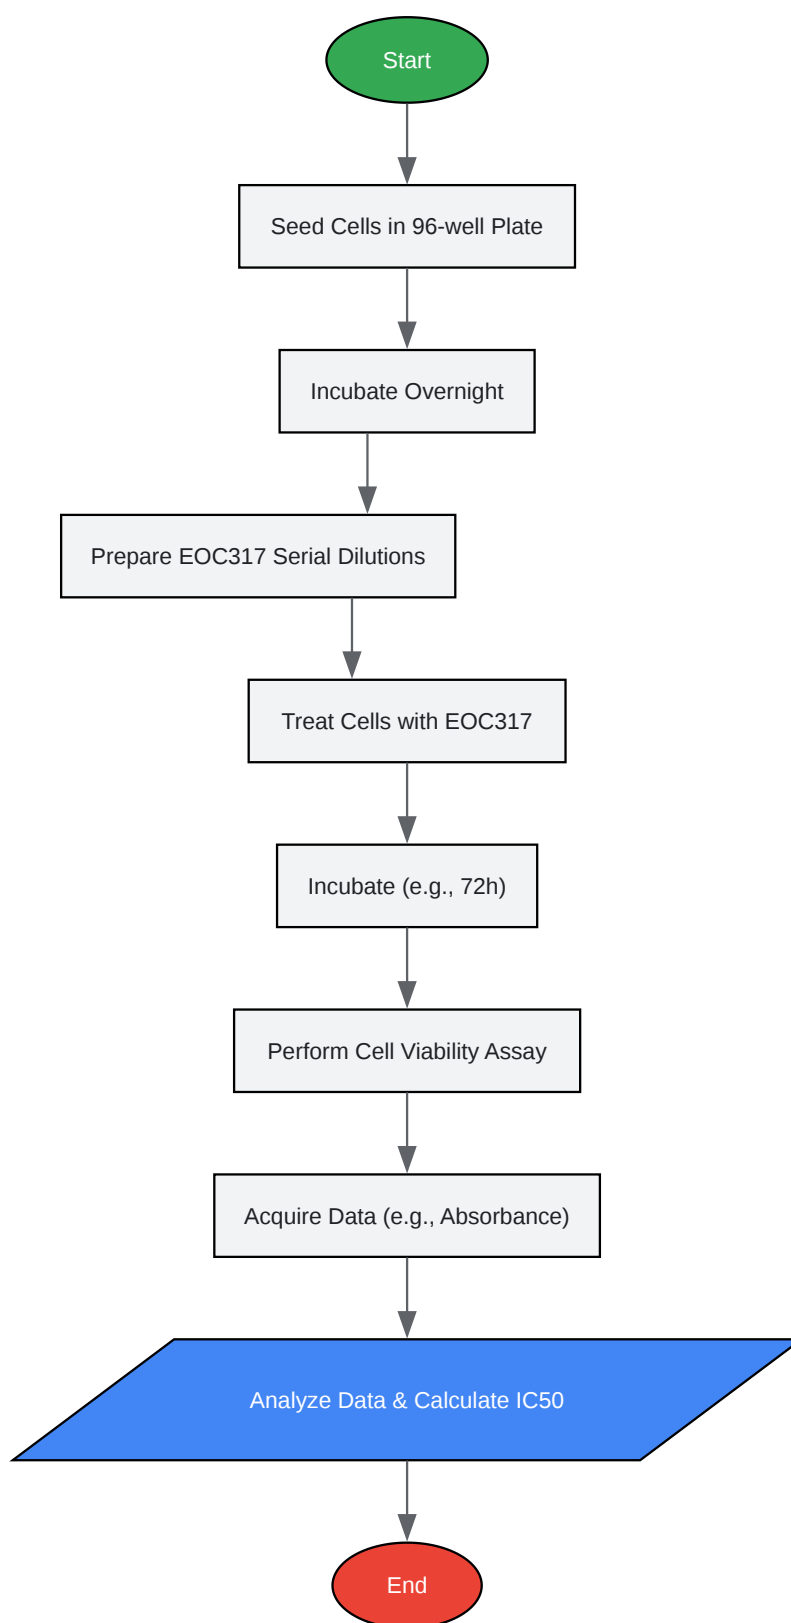 Start
Seed Cells in 96-well Plate
Incubate Overnight
Prepare EOC317 Serial Dilutions
Treat Cells with EOC317
Incubate (e.g., 72h)
Perform Cell Viability Assay
Acquire Data (e.g., Absorbance)
Analyze Data & Calculate IC50
End